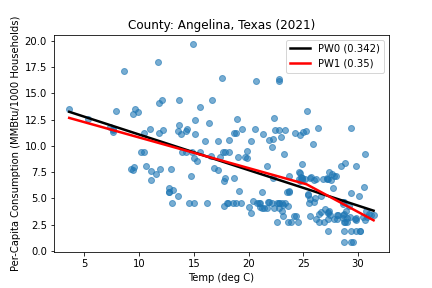 County: Angelina, Texas (2021)
Per-Capita Consumption (MMBtu/1000 Households)
20.0
17.5
15.0
12.5
10.0
7.5
5.0
2.5
0.0
PW0 (0.342)
PW1 (0.35)
5 10 15 20 25 30
Temp (deg C)